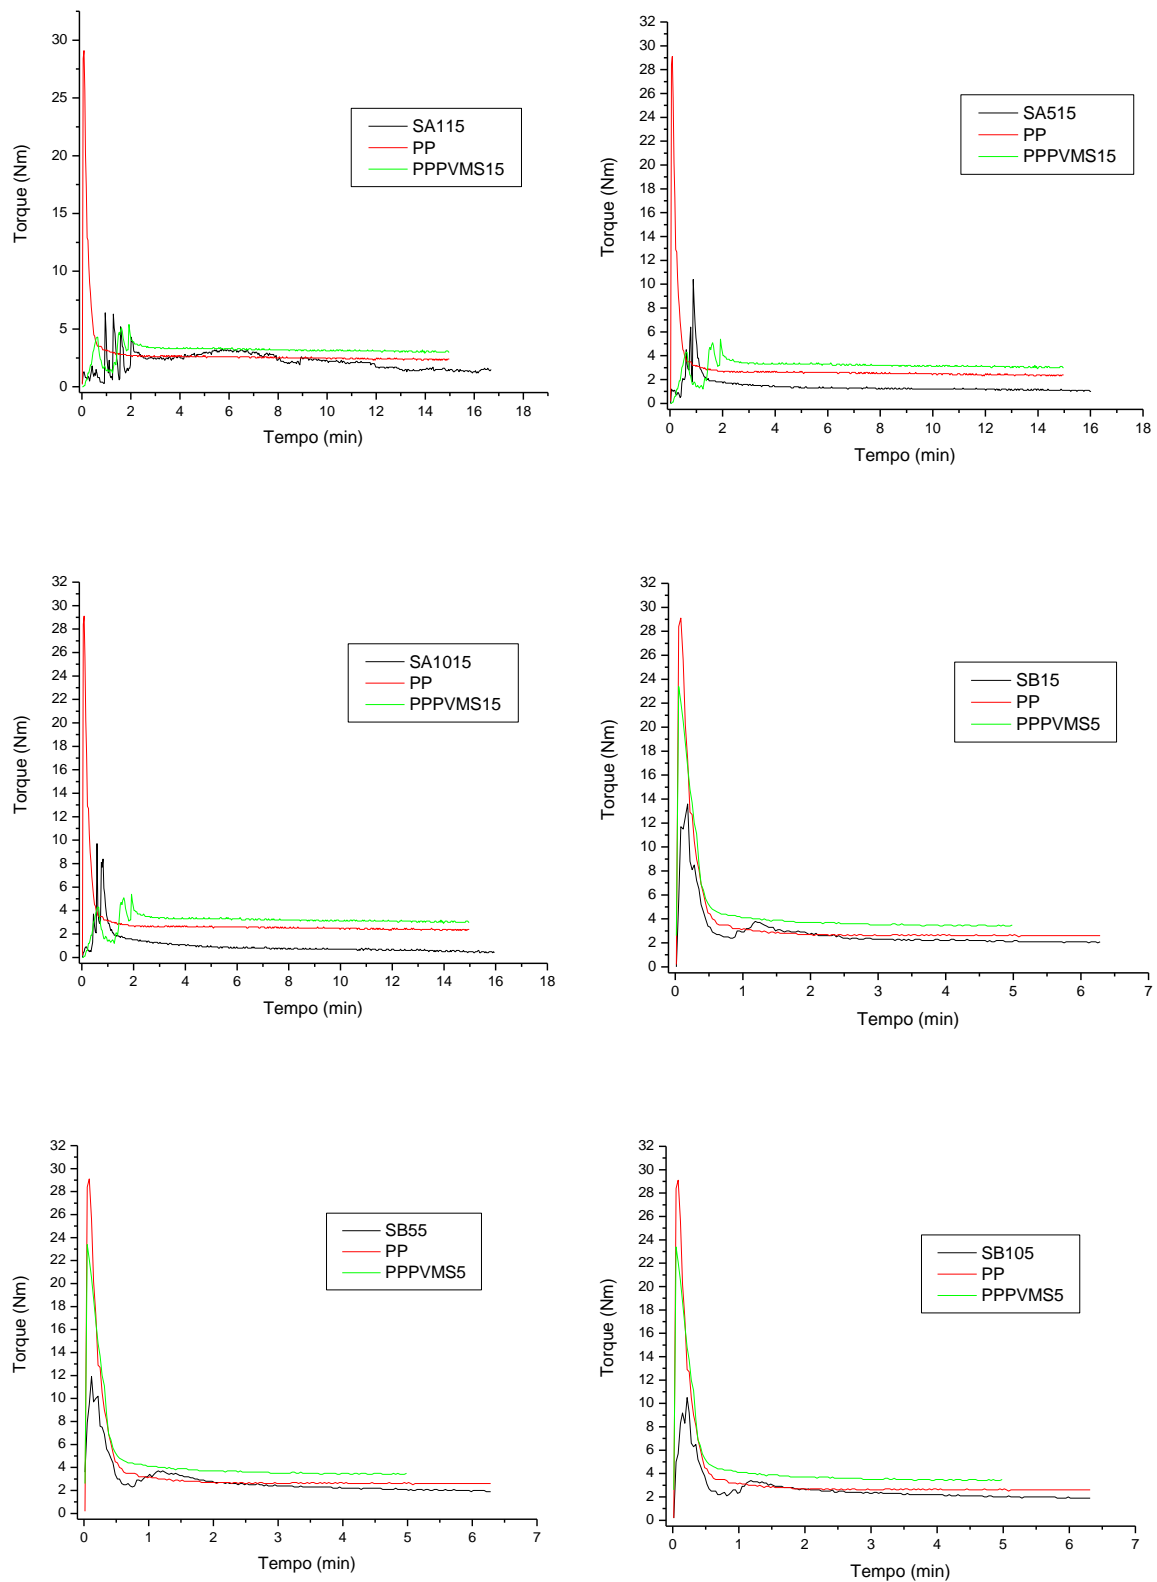 30
25
20
15
10
5
0
Torque (Nm)
SA115
PP
PPPVMS15
0 2 4 6 8 10 12 14 16 18
Tempo (min)
32
30
28
26
24
22
20
18
16
14
12
10
8
6
4
2
0
Torque (Nm)
SA515
PP
PPPVMS15
0 2 4 6 8 10 12 14 16 18
Tempo (min)
32
30
28
26
24
22
20
18
16
14
12
10
8
6
4
2
0
Torque (Nm)
SA1015
PP
PPPVMS15
0 2 4 6 8 10 12 14 16 18
Tempo (min)
32
30
28
26
24
22
20
18
16
14
12
10
8
6
4
2
0
Torque (Nm)
SB15
PP
PPPVMS5
0 1 2 3 4 5 6 7
Tempo (min)
32
30
28
26
24
22
20
18
16
14
12
10
8
6
4
2
0
Torque (Nm)
SB55
PP
PPPVMS5
0 1 2 3 4 5 6 7
Tempo (min)
32
30
28
26
24
22
20
18
16
14
12
10
8
6
4
2
0
Torque (Nm)
SB105
PP
PPPVMS5
0 1 2 3 4 5 6 7
Tempo (min)